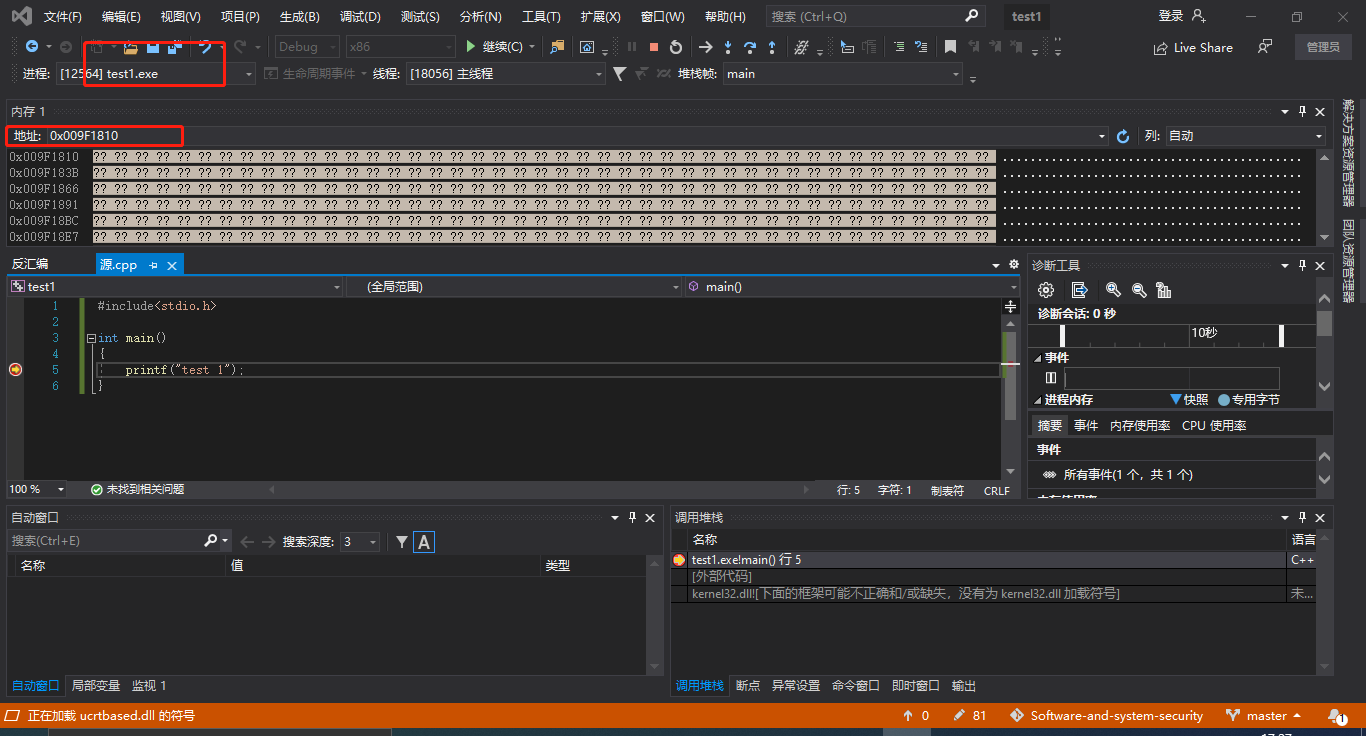 文件(F) 编辑(E) 视图(V) 项目(P) 生成(B) 调试(D) 测试(S) 分析(N) 工具(T) 扩展(X) 窗口(W) 帮助(H) 搜索 (Ctrl+Q) test1 登录
Debug x86 继续(C) Live Share 管理员
进程: [12564] test1.exe 生命周期事件 线程: [18056] 主线程 堆栈帧: main
内存 1
地址: 0x009F1810 列: 自动
0x009F1810 ?? ?? ?? ?? ?? ?? ?? ?? ?? ?? ?? ?? ?? ?? ?? ?? ?? ?? ?? ?? ?? ?? ?? ?? ?? ?? ?? ?? ?? ?? ?? ?? ?? ?? ?? ?? ?? ?? ?? ?? ?? ?? ?? ...........................................
0x009F183B ?? ?? ?? ?? ?? ?? ?? ?? ?? ?? ?? ?? ?? ?? ?? ?? ?? ?? ?? ?? ?? ?? ?? ?? ?? ?? ?? ?? ?? ?? ?? ?? ?? ?? ?? ?? ?? ?? ?? ?? ?? ?? ?? ...........................................
0x009F1866 ?? ?? ?? ?? ?? ?? ?? ?? ?? ?? ?? ?? ?? ?? ?? ?? ?? ?? ?? ?? ?? ?? ?? ?? ?? ?? ?? ?? ?? ?? ?? ?? ?? ?? ?? ?? ?? ?? ?? ?? ?? ?? ?? ...........................................
0x009F1891 ?? ?? ?? ?? ?? ?? ?? ?? ?? ?? ?? ?? ?? ?? ?? ?? ?? ?? ?? ?? ?? ?? ?? ?? ?? ?? ?? ?? ?? ?? ?? ?? ?? ?? ?? ?? ?? ?? ?? ?? ?? ?? ?? ...........................................
0x009F18BC ?? ?? ?? ?? ?? ?? ?? ?? ?? ?? ?? ?? ?? ?? ?? ?? ?? ?? ?? ?? ?? ?? ?? ?? ?? ?? ?? ?? ?? ?? ?? ?? ?? ?? ?? ?? ?? ?? ?? ?? ?? ?? ?? ...........................................
0x009F18E7 ?? ?? ?? ?? ?? ?? ?? ?? ?? ?? ?? ?? ?? ?? ?? ?? ?? ?? ?? ?? ?? ?? ?? ?? ?? ?? ?? ?? ?? ?? ?? ?? ?? ?? ?? ?? ?? ?? ?? ?? ?? ?? ?? ...........................................
解决方案资源管理器
团队资源管理器
反汇编 源.cpp
test1 (全局范围) main()
1 #include<stdio.h>
2
3 int main()
4 {
5 printf("test 1");
6 }
100 % 未找到相关问题 行: 5 字符: 1 制表符 CRLF
诊断工具
诊断会话: 0 秒
10秒
事件
进程内存 快照 专用字节
摘要 事件 内存使用率 CPU 使用率
事件
所有事件(1 个，共 1 个)
内存使用率
自动窗口
搜索(Ctrl+E) 搜索深度: 3 A
名称 值 类型
自动窗口 局部变量 监视 1
调用堆栈
名称 语言
test1.exe!main() 行 5 C++
[外部代码]
kernel32.dll![下面的框架可能不正确和/或缺失，没有为 kernel32.dll 加载符号] 未...
调用堆栈 断点 异常设置 命令窗口 即时窗口 输出
正在加载 ucrtbased.dll 的符号 0 81 Software-and-system-security master 1